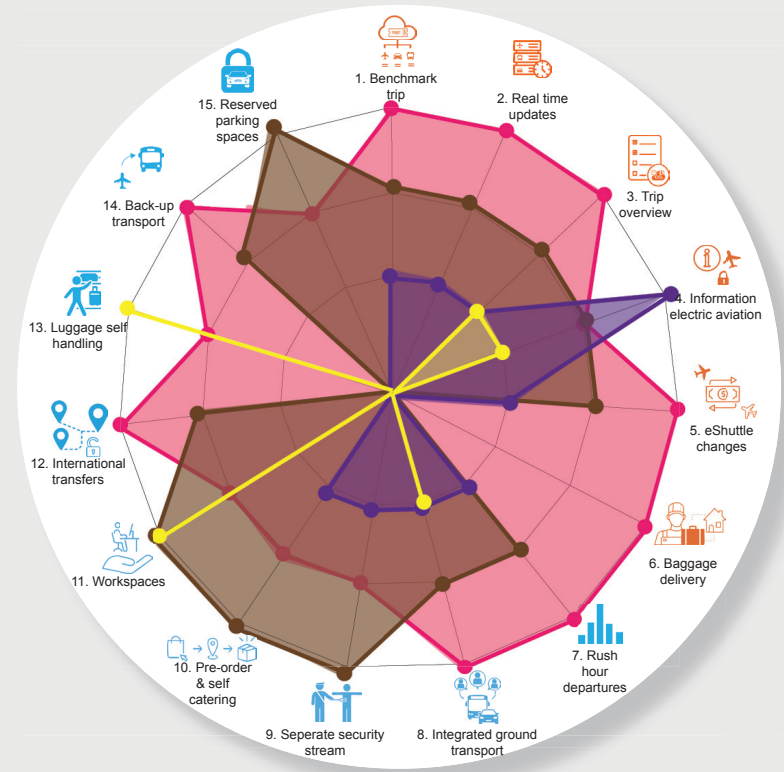 1. Benchmark
trip
2. Real time
updates
3. Trip
overview
4. Information
electric aviation
5. eShuttle
changes
6. Baggage
delivery
7. Rush
hour
departures
8. Integrated ground
transport
9. Seperate security
stream
10. Pre-order
& self
catering
11. Workspaces
12. International
transfers
13. Luggage self
handling
14. Back-up
transport
15. Reserved
parking
spaces